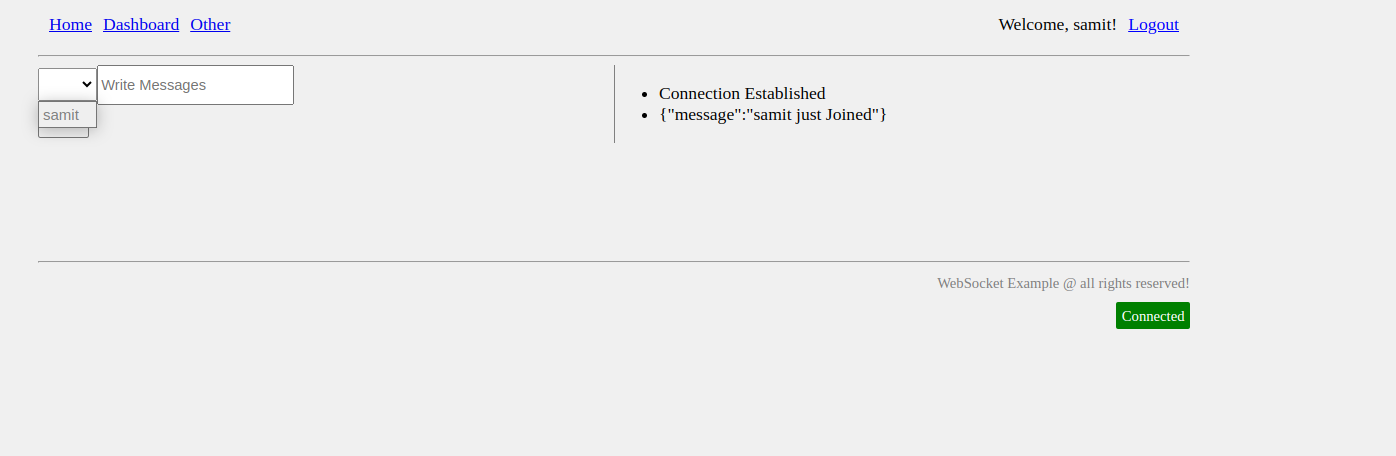 Home Dashboard Other Welcome, samit! Logout
Write Messages
samit
Connection Established
{"message":"samit just Joined"}
WebSocket Example @ all rights reserved!
Connected